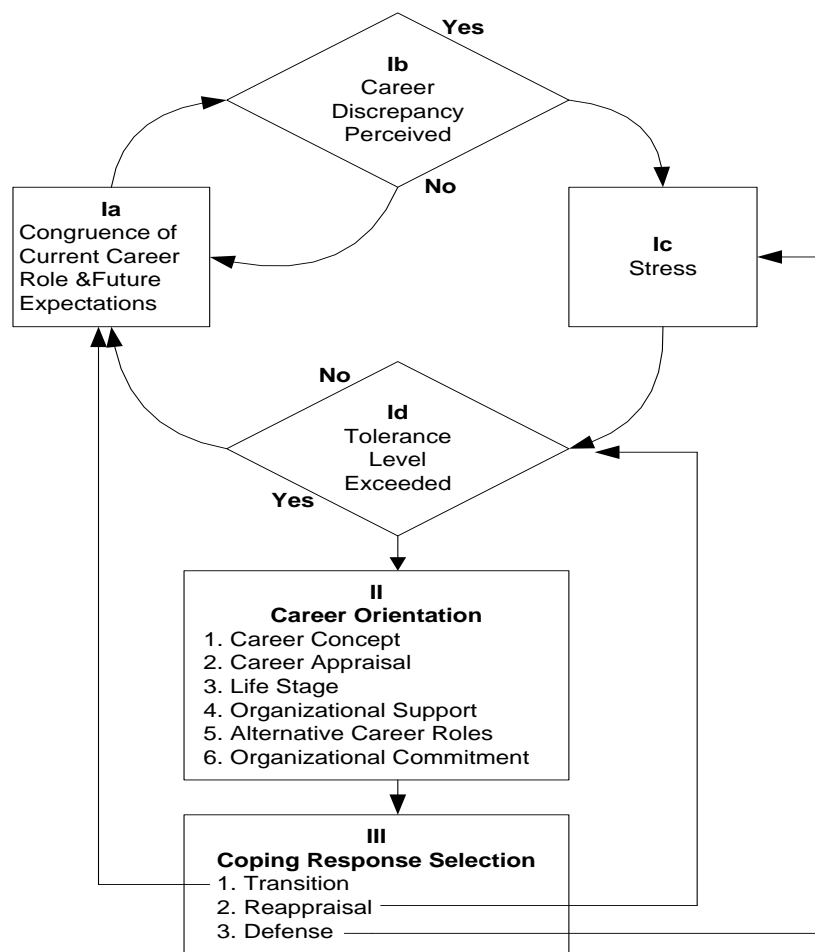 Yes
Ib
Career
Discrepancy
Perceived
No
Ia
Congruence of
Current Career
Role &Future
Expectations
Ic
Stress
No
Id
Tolerance
Level
Exceeded
Yes
II
Career Orientation
1. Career Concept
2. Career Appraisal
3. Life Stage
4. Organizational Support
5. Alternative Career Roles
6. Organizational Commitment
III
Coping Response Selection
1. Transition
2. Reappraisal
3. Defense